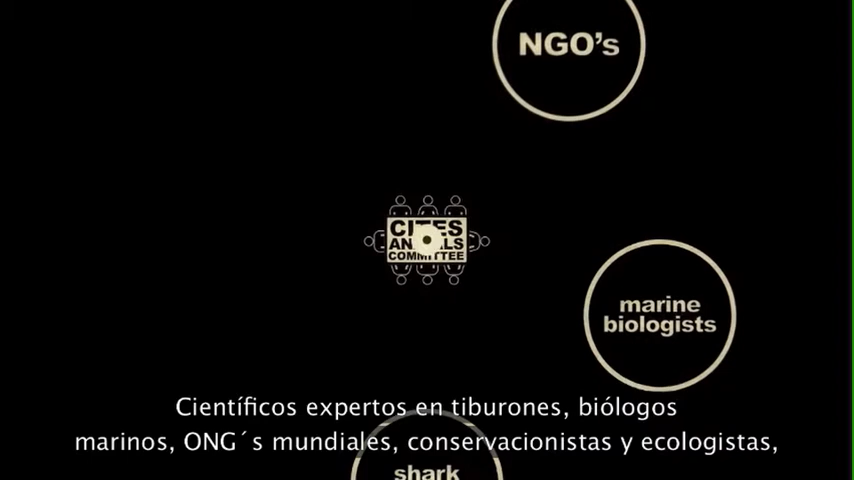 NGO's
CITES
ANIMALS
COMMITTEE
marine
biologists
Científicos expertos en tiburones, biólogos
marinos, ONG´s mundiales, conservacionistas y ecologistas,
shark